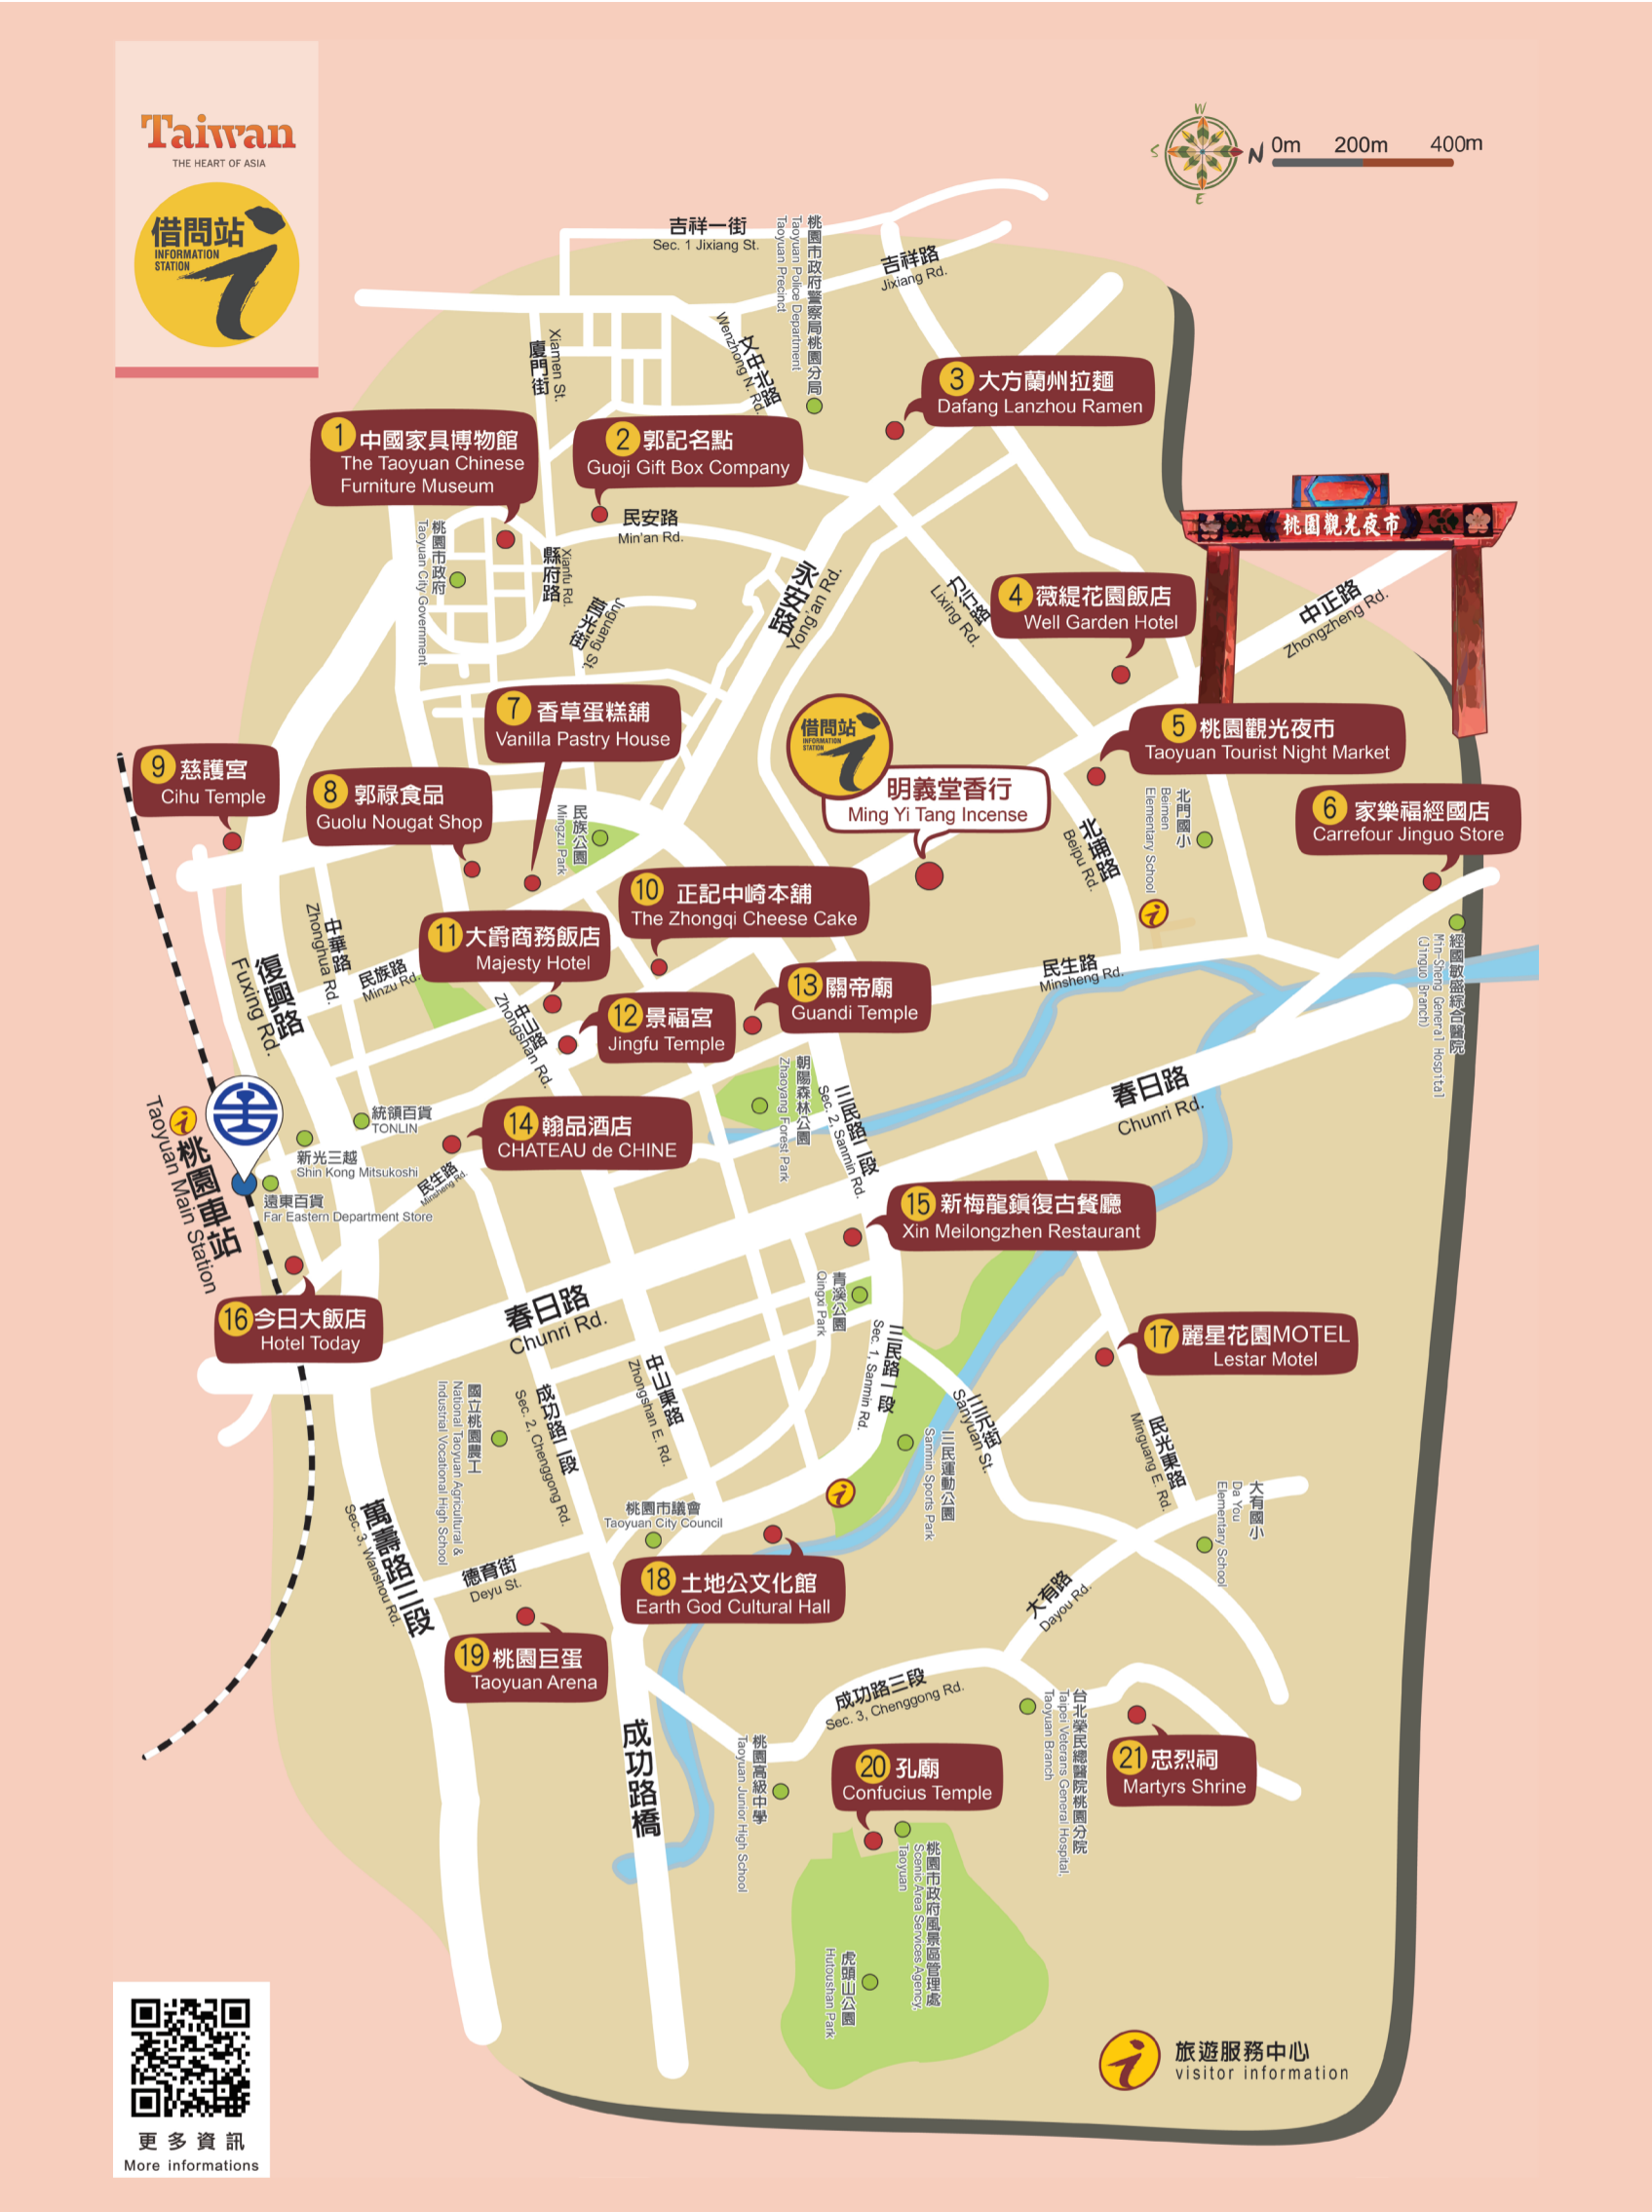 Taiwan
THE HEART OF ASIA
借問站
INFORMATION
STATION
W
S
N
E
0m 200m 400m
吉祥一街
Sec. 1 Jixiang St.
桃園市政府警察局桃園分局
Taoyuan Police Department
Taoyuan Precinct
吉祥路
Jixiang Rd.
廈門街
Xiamen St.
文中北路
Wenzhong N. Rd.
3 大方蘭州拉麵
Dafang Lanzhou Ramen
1 中國家具博物館
The Taoyuan Chinese
Furniture Museum
2 郭記名點
Guoji Gift Box Company
民安路
Min'an Rd.
桃園市政府
Taoyuan City Government
縣府路
Xianfu Rd.
莒光街
Juguang St.
永安路
Yong'an Rd.
力行路
Lixing Rd.
桃園觀光夜市
4 薇緹花園飯店
Well Garden Hotel
中正路
Zhongzheng Rd.
7 香草蛋糕舖
Vanilla Pastry House
借問站
INFORMATION
STATION
明義堂香行
Ming Yi Tang Incense
5 桃園觀光夜市
Taoyuan Tourist Night Market
9 慈護宮
Cihu Temple
8 郭祿食品
Guolu Nougat Shop
民族公園
Mingzu Park
北埔路
Beipu Rd.
北門國小
Beimen
Elementary School
6 家樂福經國店
Carrefour Jinguo Store
10 正記中崎本舖
The Zhongqi Cheese Cake
11 大爵商務飯店
Majesty Hotel
中華路
Zhonghua Rd.
民族路
Minzu Rd.
復興路
Fuxing Rd.
中山路
Zhongshan Rd.
12 景福宮
Jingfu Temple
13 關帝廟
Guandi Temple
民生路
Minsheng Rd.
經國敏盛綜合醫院
Min-Sheng General Hospital
(Jinguo Branch)
朝陽森林公園
Zhaoyang Forest Park
三民路二段
Sec. 2, Sanmin Rd.
春日路
Chunri Rd.
統領百貨
TONLIN
新光三越
Shin Kong Mitsukoshi
遠東百貨
Far Eastern Department Store
桃園車站
Taoyuan Main Station
14 翰品酒店
CHATEAU de CHINE
民生路
Minsheng Rd.
15 新梅龍鎮復古餐廳
Xin Meilongzhen Restaurant
16 今日大飯店
Hotel Today
春日路
Chunri Rd.
青溪公園
Qingxi Park
三民路一段
Sec. 1, Sanmin Rd.
17 麗星花園MOTEL
Lestar Motel
國立桃園農工
National Taoyuan Agricultural &
Industrial Vocational High School
成功路二段
Sec. 2, Chenggong Rd.
中山東路
Zhongshan E. Rd.
三元街
Sanyuan St.
三民運動公園
Sanmin Sports Park
民光東路
Minguang E. Rd.
大有國小
Da You
Elementary School
萬壽路三段
Sec. 3, Wanshou Rd.
桃園市議會
Taoyuan City Council
德育街
Deyu St.
18 土地公文化館
Earth God Cultural Hall
大有路
Dayou Rd.
19 桃園巨蛋
Taoyuan Arena
成功路三段
Sec. 3, Chenggong Rd.
成功路橋
桃園高級中學
Taoyuan Junior High School
台北榮民總醫院桃園分院
Taipei Veterans General Hospital,
Taoyuan Branch
20 孔廟
Confucius Temple
21 忠烈祠
Martyrs Shrine
桃園市政府風景區管理處
Scenic Area Services Agency,
Taoyuan
虎頭山公園
Hutoushan Park
旅遊服務中心
visitor information
更多資訊
More informations